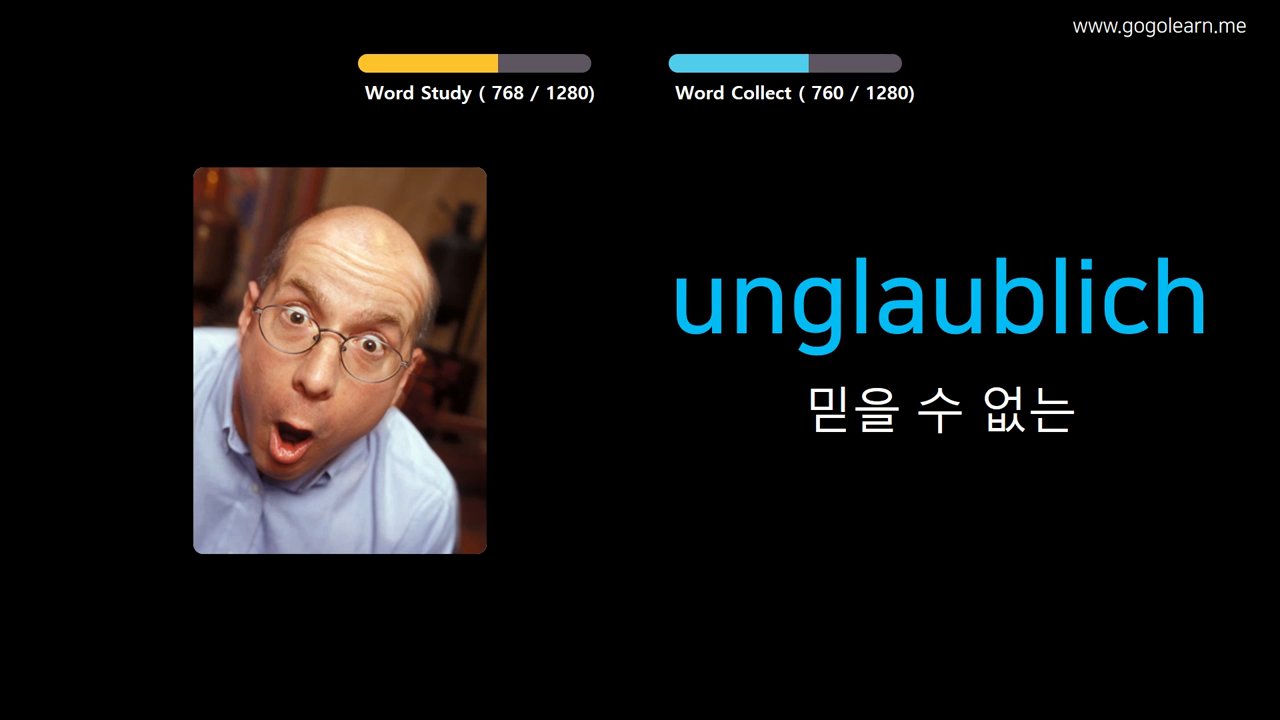 www.gogolearn.me
Word Study ( 768 / 1280)
Word Collect ( 760 / 1280)
unglaublich
믿을 수 없는